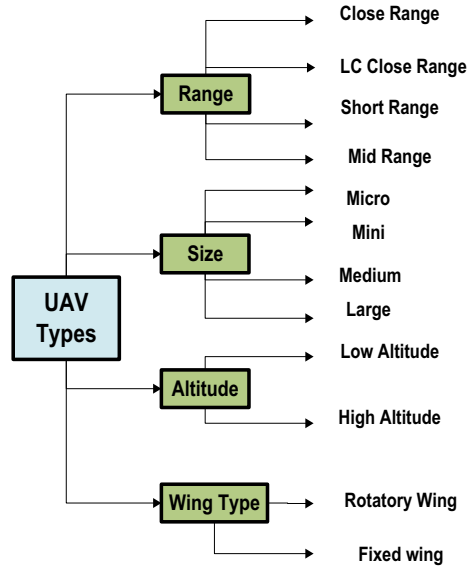 Close Range
LC Close Range
Range
Short Range
Mid Range
Micro
Mini
Size
Medium
Large
UAV
Types
Low Altitude
Altitude
High Altitude
Wing Type
Rotatory Wing
Fixed wing